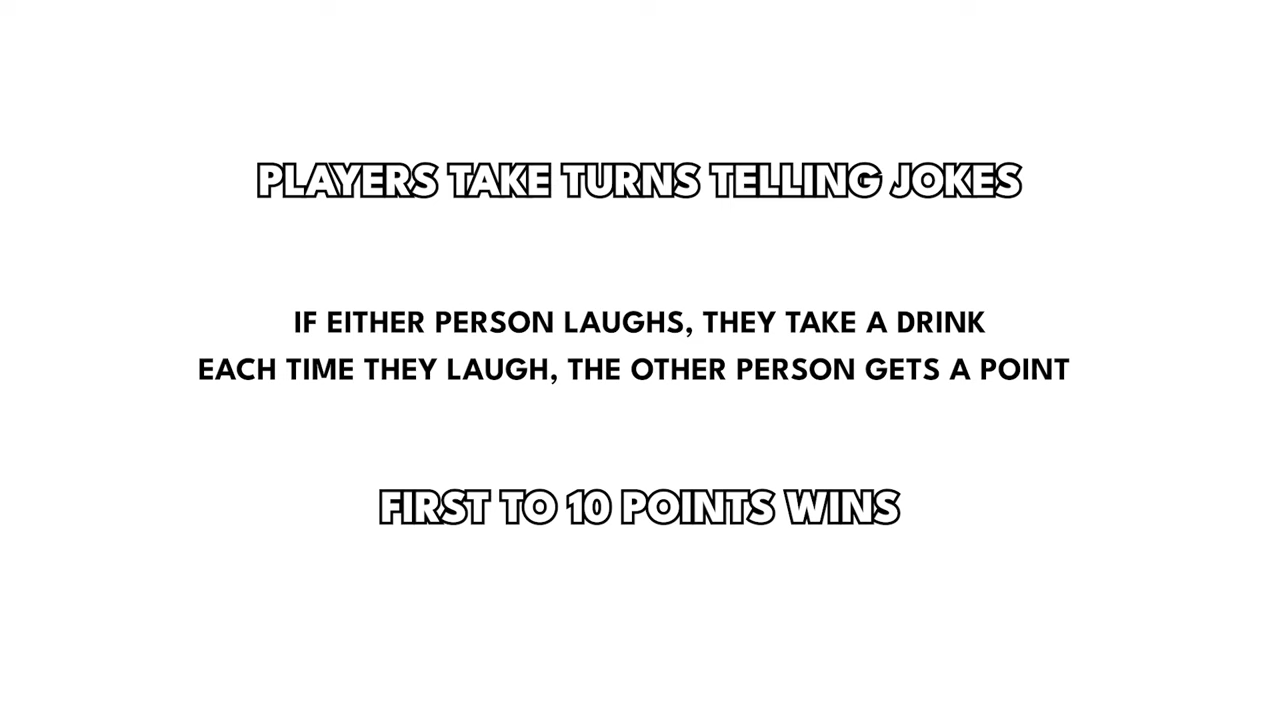 PLAYERS TAKE TURNS TELLING JOKES
IF EITHER PERSON LAUGHS, THEY TAKE A DRINK
EACH TIME THEY LAUGH, THE OTHER PERSON GETS A POINT
FIRST TO 10 POINTS WINS